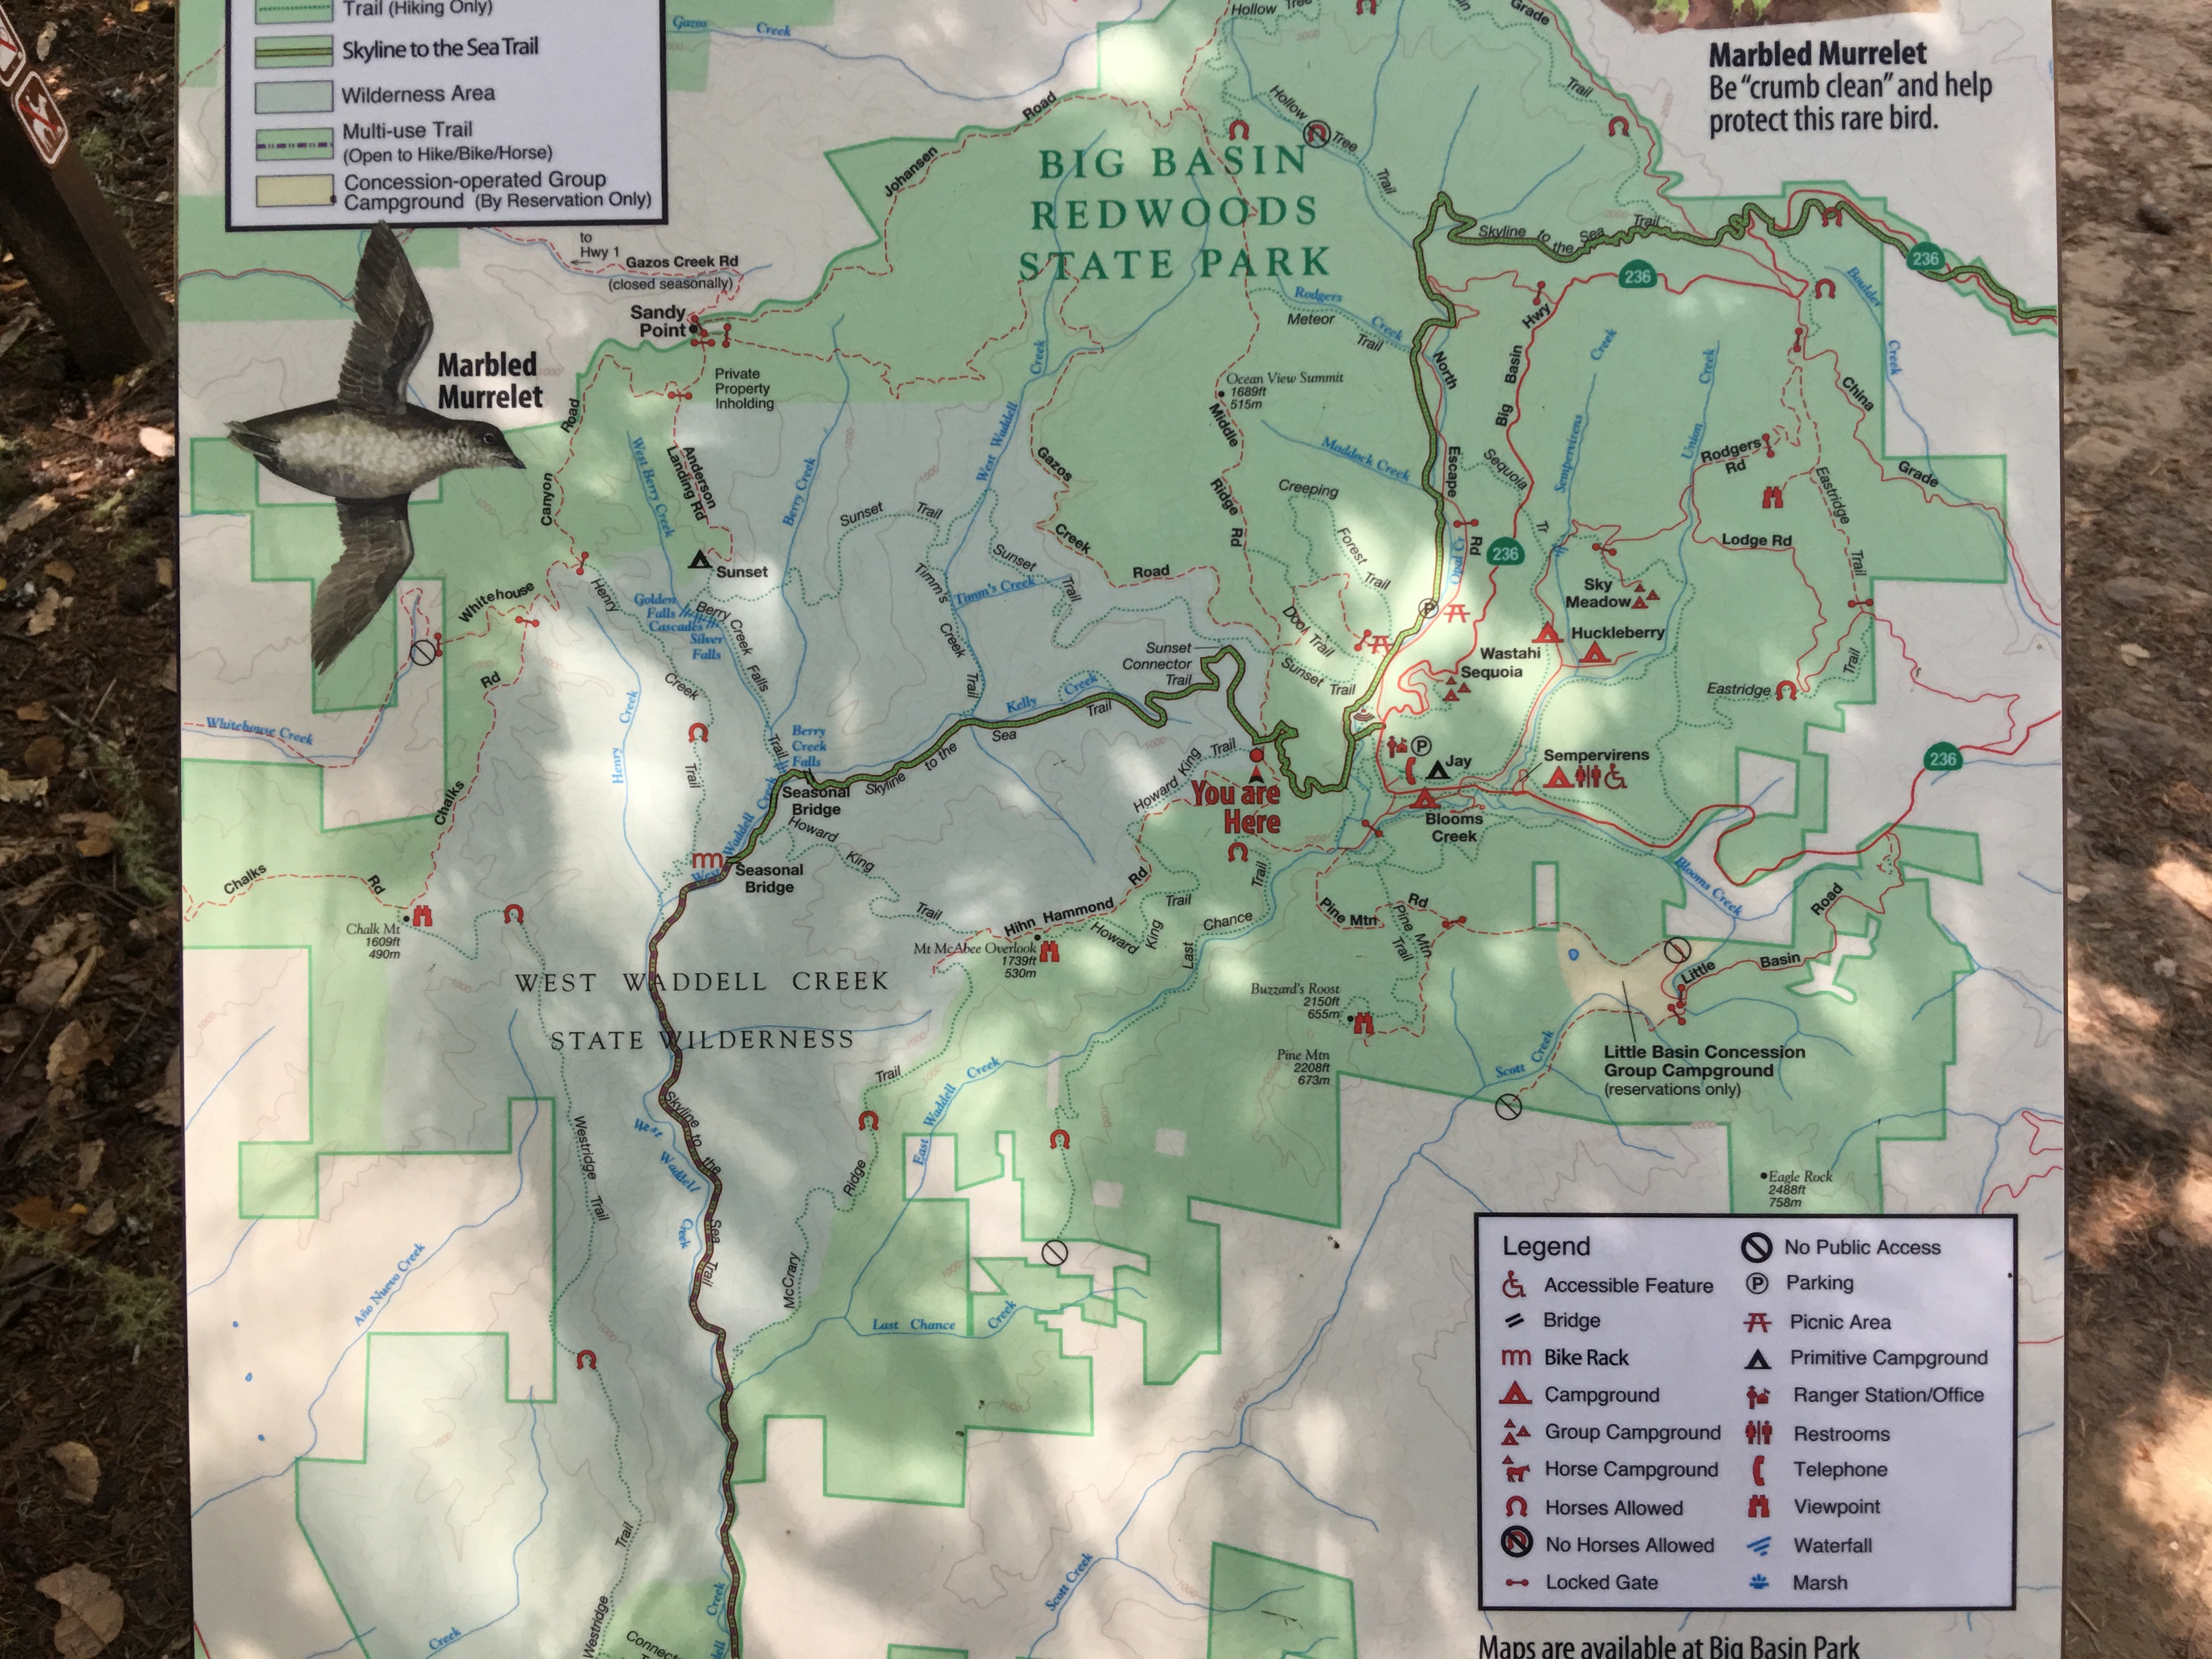 Trail (Hiking Only)
Skyline to the Sea Trail
Wilderness Area
Multi-use Trail
(Open to Hike/Bike/Horse)
Concession-operated Group
Campground (By Reservation Only)
Marbled Murrelet
Be "crumb clean" and help
protect this rare bird.
Marbled
Murrelet
BIG BASIN
REDWOODS
STATE PARK
Gazos Creek
Johansen Road
Hollow Tree
Grade
Trail
Hollow Tree Trail
Skyline to the Sea Trail
236
236
Boulder Creek
to
Hwy 1
Gazos Creek Rd
(closed seasonally)
Sandy
Point
Private
Property
Inholding
Rodgers Creek
Meteor
Trail
Ocean View Summit
1689ft
515m
Middle Ridge Rd
North Escape Rd
Big Basin Hwy
Sempervirens Creek
Union Creek
China Grade
Rodgers
Rd
Eastridge Trail
Lodge Rd
Canyon Road
West Berry Creek
Anderson
Landing Rd
Berry Creek
West Waddell Creek
Gazos Creek Road
Maddock Creek
Sequoia Tr
Creeping
Forest Trail
Opal Cr
236
Sunset Trail
Sunset Trail
Timm's Creek
Timm's Creek Trail
Sunset
Dool Trail
Sunset Trail
Sky
Meadow
Huckleberry
Wastahi
Sequoia
Eastridge
Trail
Whitehouse
Rd
Henry Creek Trail
Golden
Falls
Cascades
Silver
Falls
Berry Creek Falls Trail
Sunset
Connector
Trail
Kelly Creek
Skyline to the Sea Trail
Whitehouse Creek
Henry Creek
Berry
Creek
Falls
Seasonal
Bridge
Howard King Trail
You are
Here
Jay
Sempervirens
236
Blooms
Creek
Blooms Creek
Chalks
West Waddell Creek
Seasonal
Bridge
Howard King Trail
Chalks Rd
Chalk Mt
1609ft
490m
Hihn Hammond Rd
Mt McAbee Overlook
1739ft
530m
Howard King Trail
Last Chance Trail
Pine Mtn Rd
Pine Mtn Trail
Little Basin Road
WEST WADDELL CREEK
STATE WILDERNESS
Buzzard's Roost
2150ft
655m
Pine Mtn
2208ft
673m
Scott Creek
Little Basin Concession
Group Campground
(reservations only)
Skyline to the Sea Trail
West Waddell Creek
Westridge Trail
McCrary Ridge Trail
East Waddell Creek
Eagle Rock
2488ft
758m
Año Nuevo Creek
Last Chance Creek
Scott Creek
Westridge Trail
Creek
Creek
Legend
Accessible Feature
Bridge
Bike Rack
Campground
Group Campground
Horse Campground
Horses Allowed
No Horses Allowed
Locked Gate
No Public Access
Parking
Picnic Area
Primitive Campground
Ranger Station/Office
Restrooms
Telephone
Viewpoint
Waterfall
Marsh
Maps are available at Big Basin Park